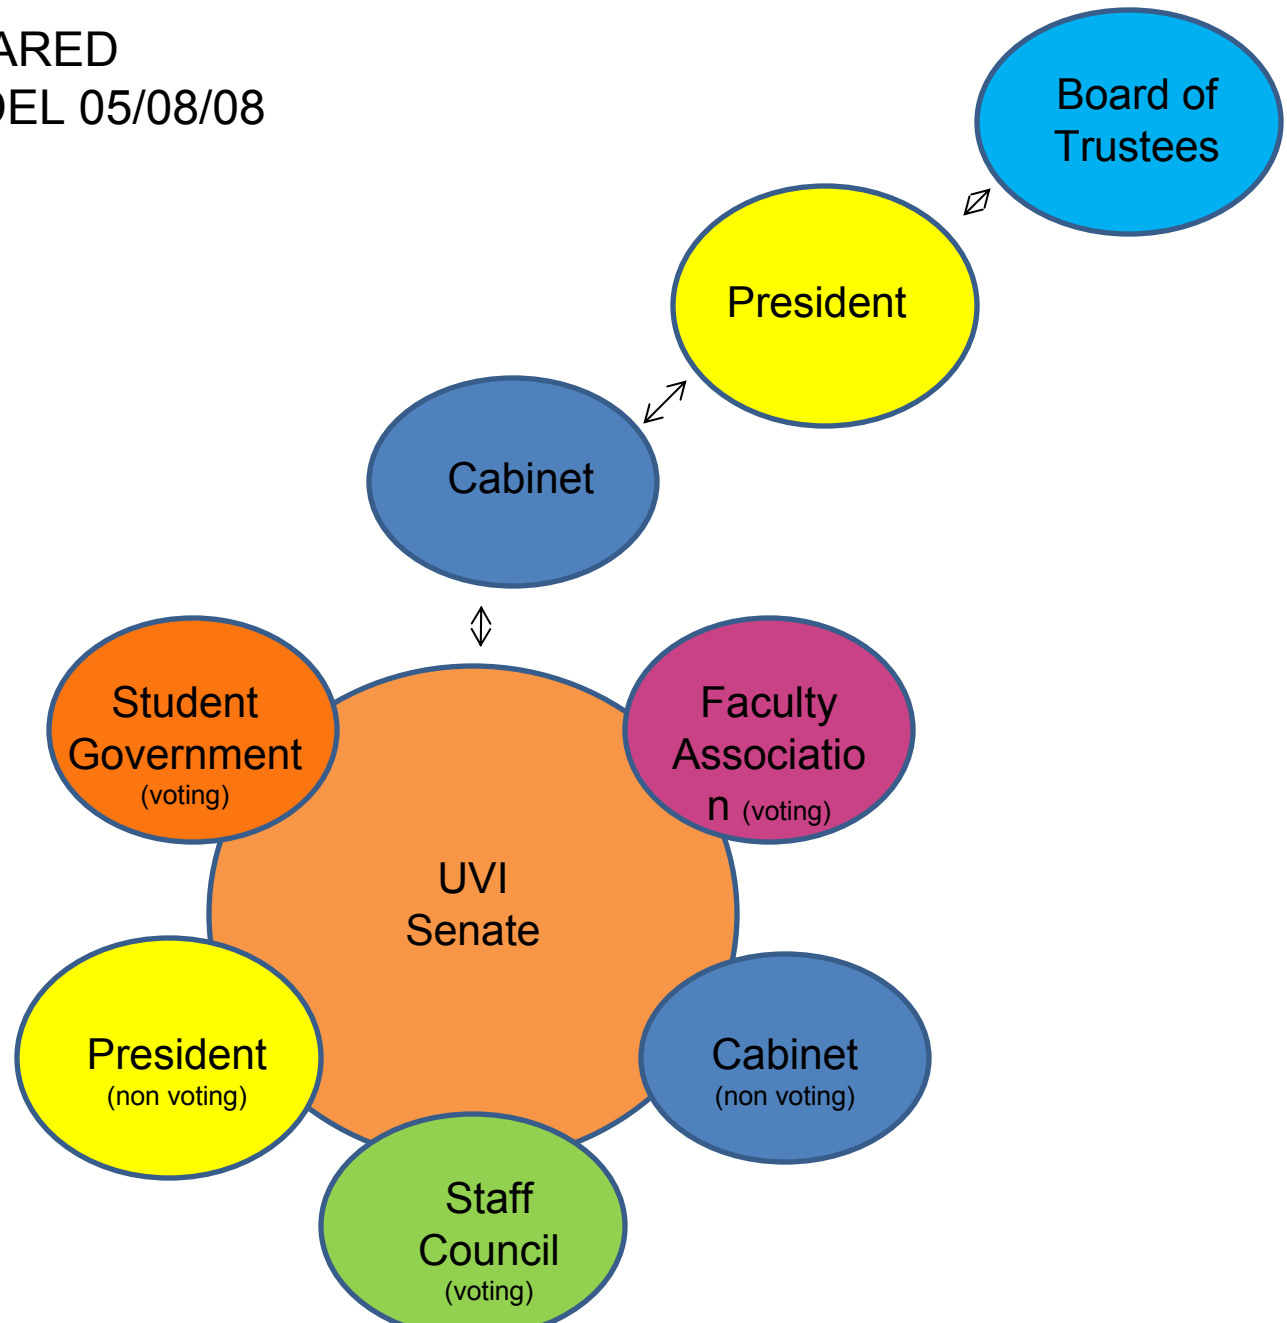 ARED
DEL 05/08/08
Board of
Trustees
President
Cabinet
Student
Government
(voting)
Faculty
Associatio
n (voting)
UVI
Senate
President
(non voting)
Cabinet
(non voting)
Staff
Council
(voting)